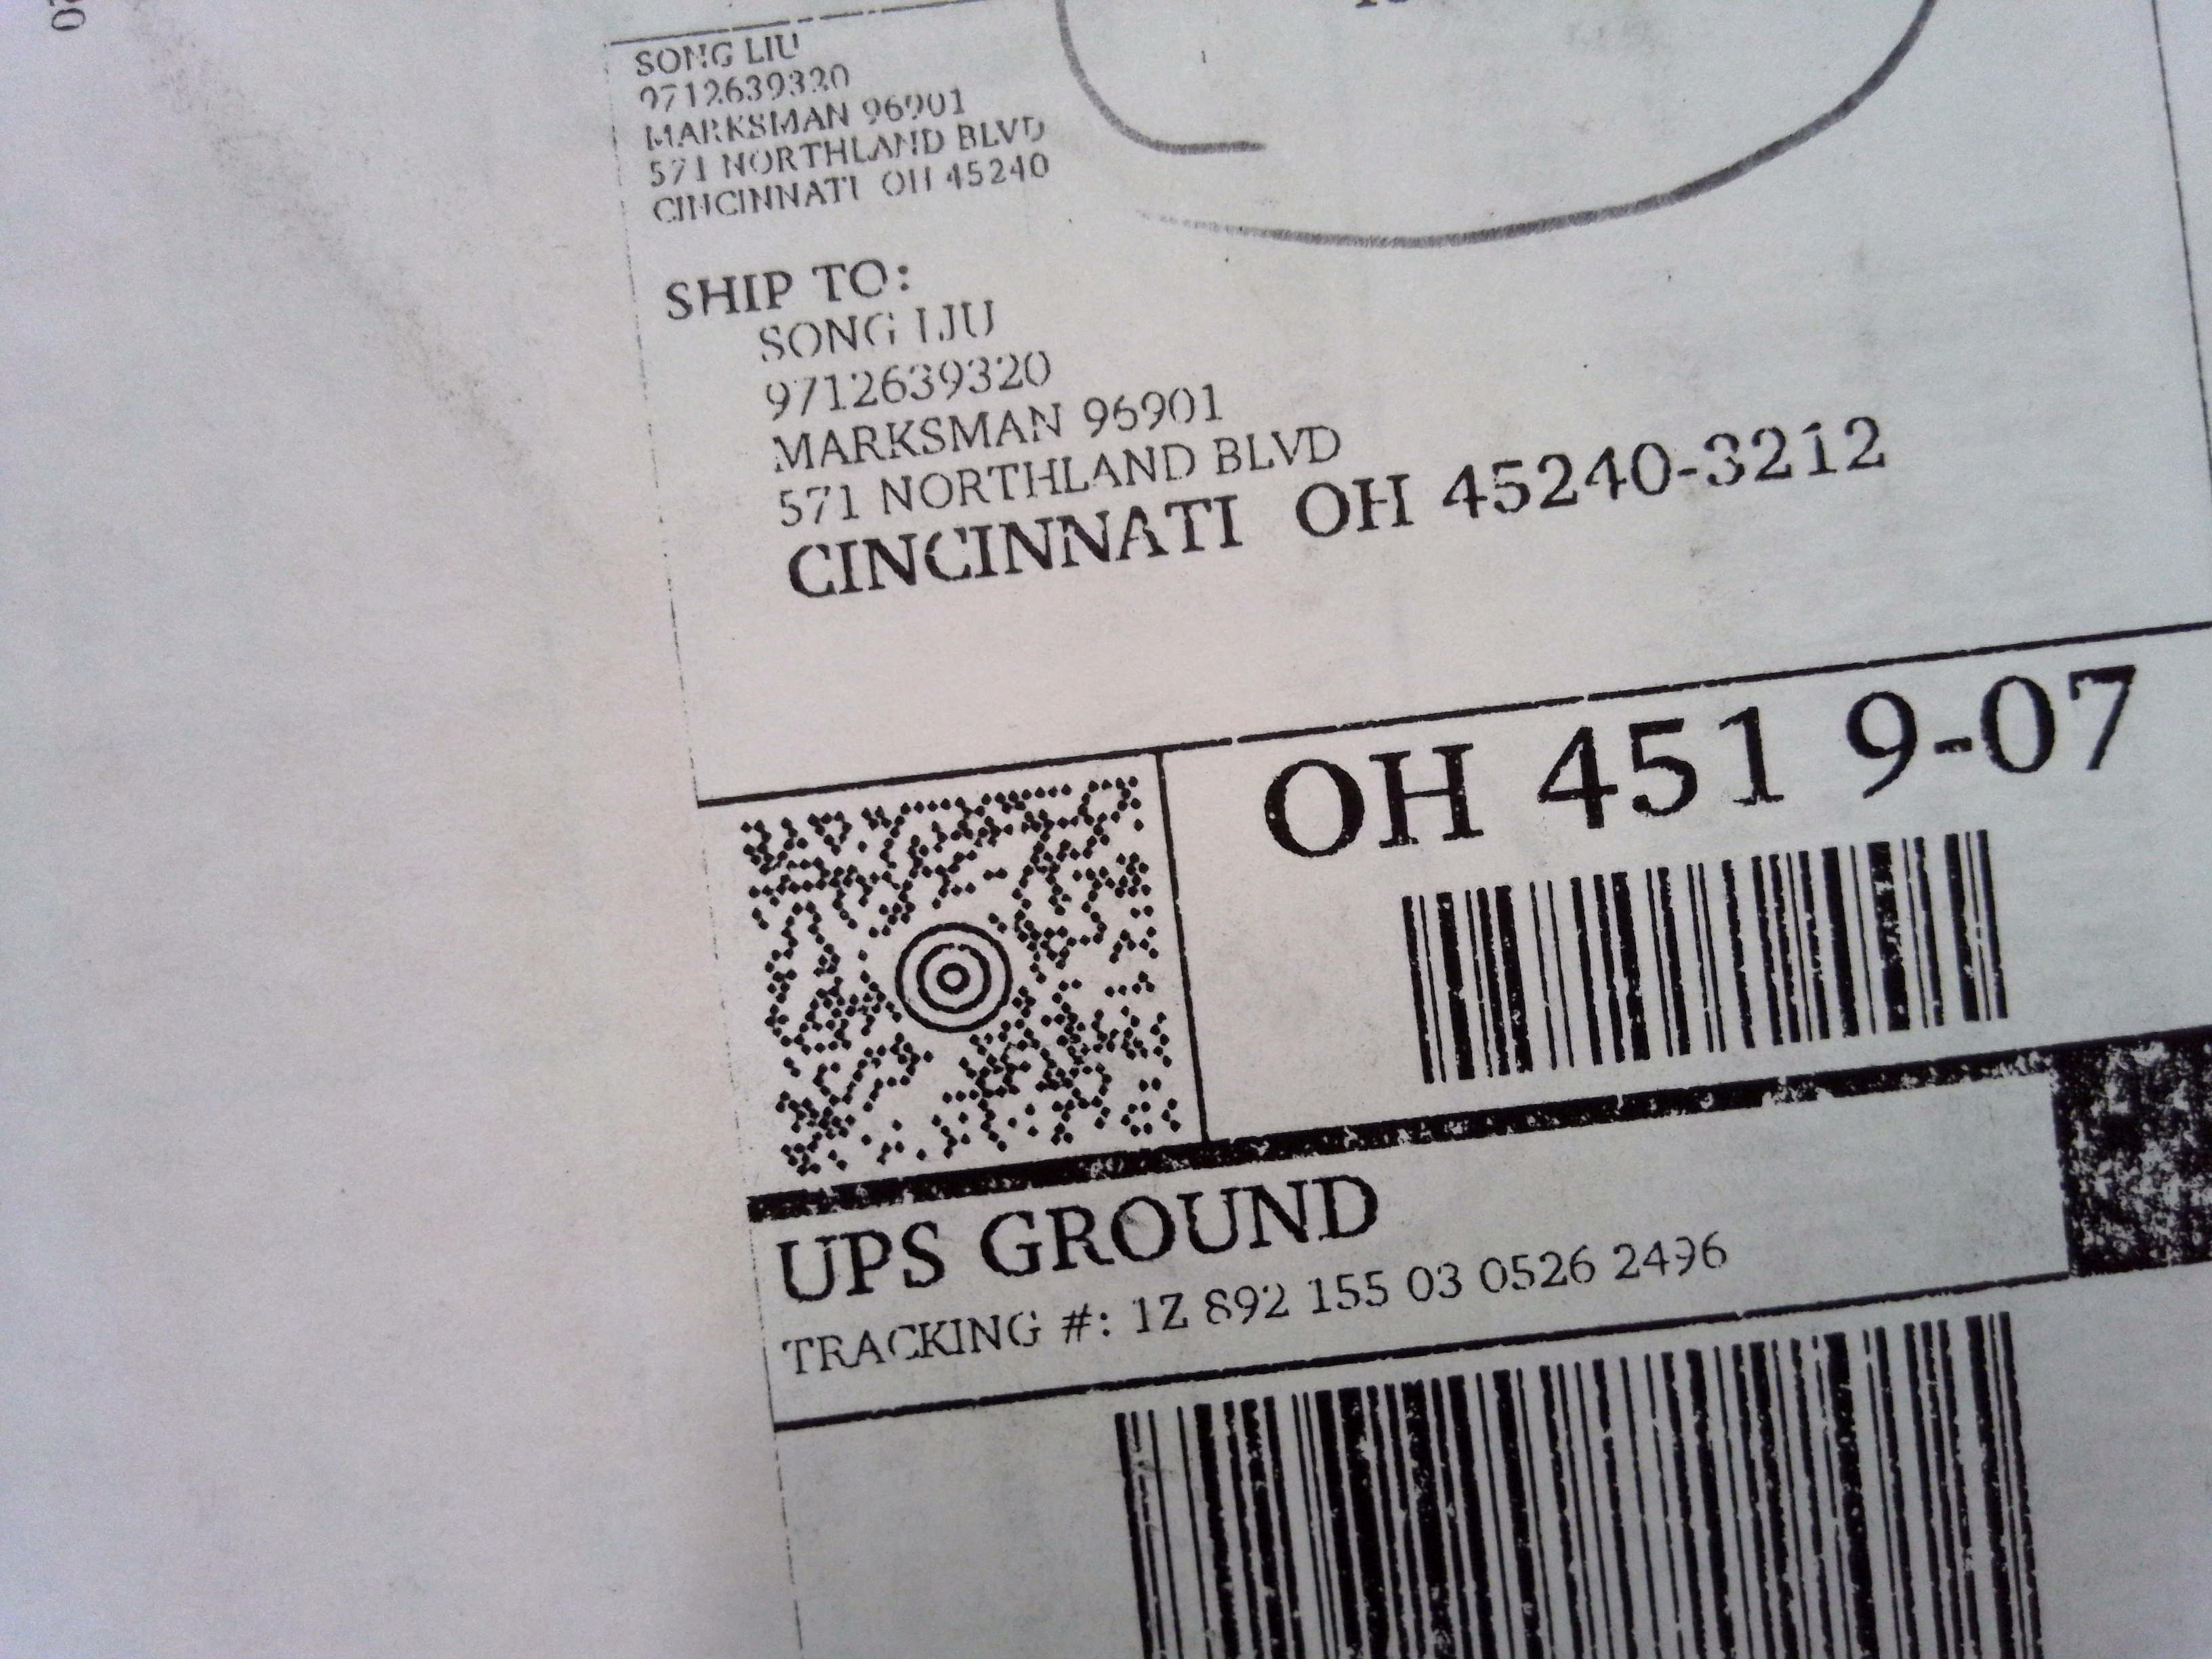 SONG LIU
9712639320
MARKSMAN 96901
571 NORTHLAND BLVD
CINCINNATI OH 45240
SHIP TO:
SONG LIU
9712639320
MARKSMAN 96901
571 NORTHLAND BLVD
CINCINNATI OH 45240-3212
OH 451 9-07
UPS GROUND
TRACKING #: 1Z 892 155 03 0526 2496